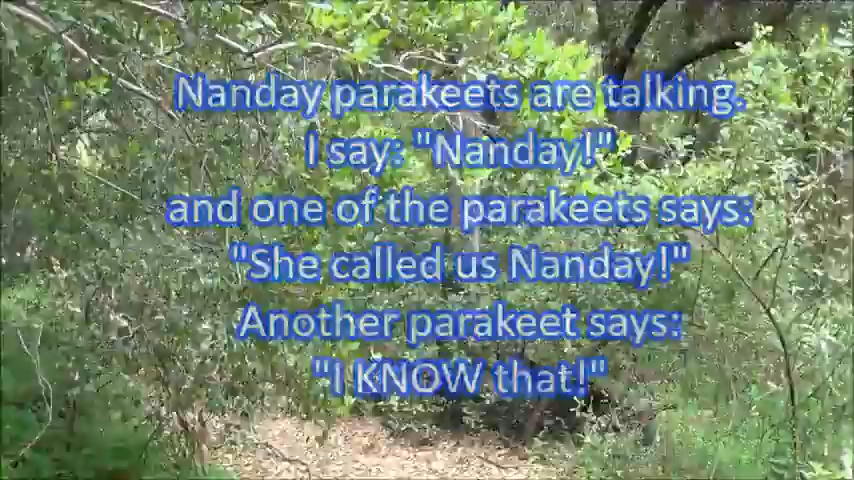 Nanday parakeets are talking.
I say: "Nanday!"
and one of the parakeets says:
"She called us Nanday!"
Another parakeet says:
"I KNOW that!"